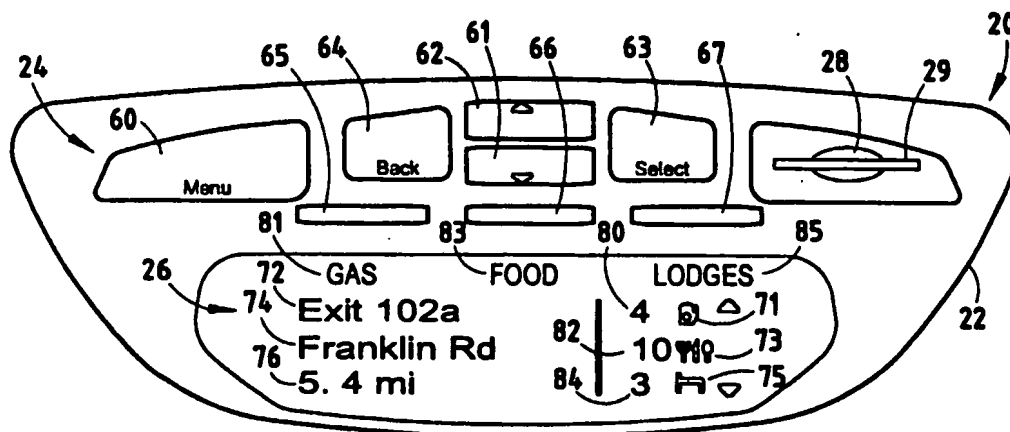 61
20
64 62 66 63 67 28 29
24 65
60
Back Select
Menu
81 83 80 85
72 GAS FOOD LODGES
26 74 Exit 102a 4 71
22
76 Franklin Rd 82 10 73
5. 4 mi 84 3 75